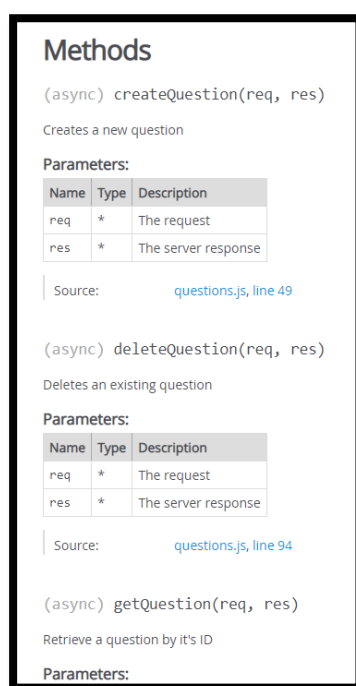 Methods
(async) createQuestion(req, res)
Creates a new question
Parameters:
Name Type Description
req * The request
res * The server response
Source: questions.js, line 49
(async) deleteQuestion(req, res)
Deletes an existing question
Parameters:
Name Type Description
req * The request
res * The server response
Source: questions.js, line 94
(async) getQuestion(req, res)
Retrieve a question by it's ID
Parameters: